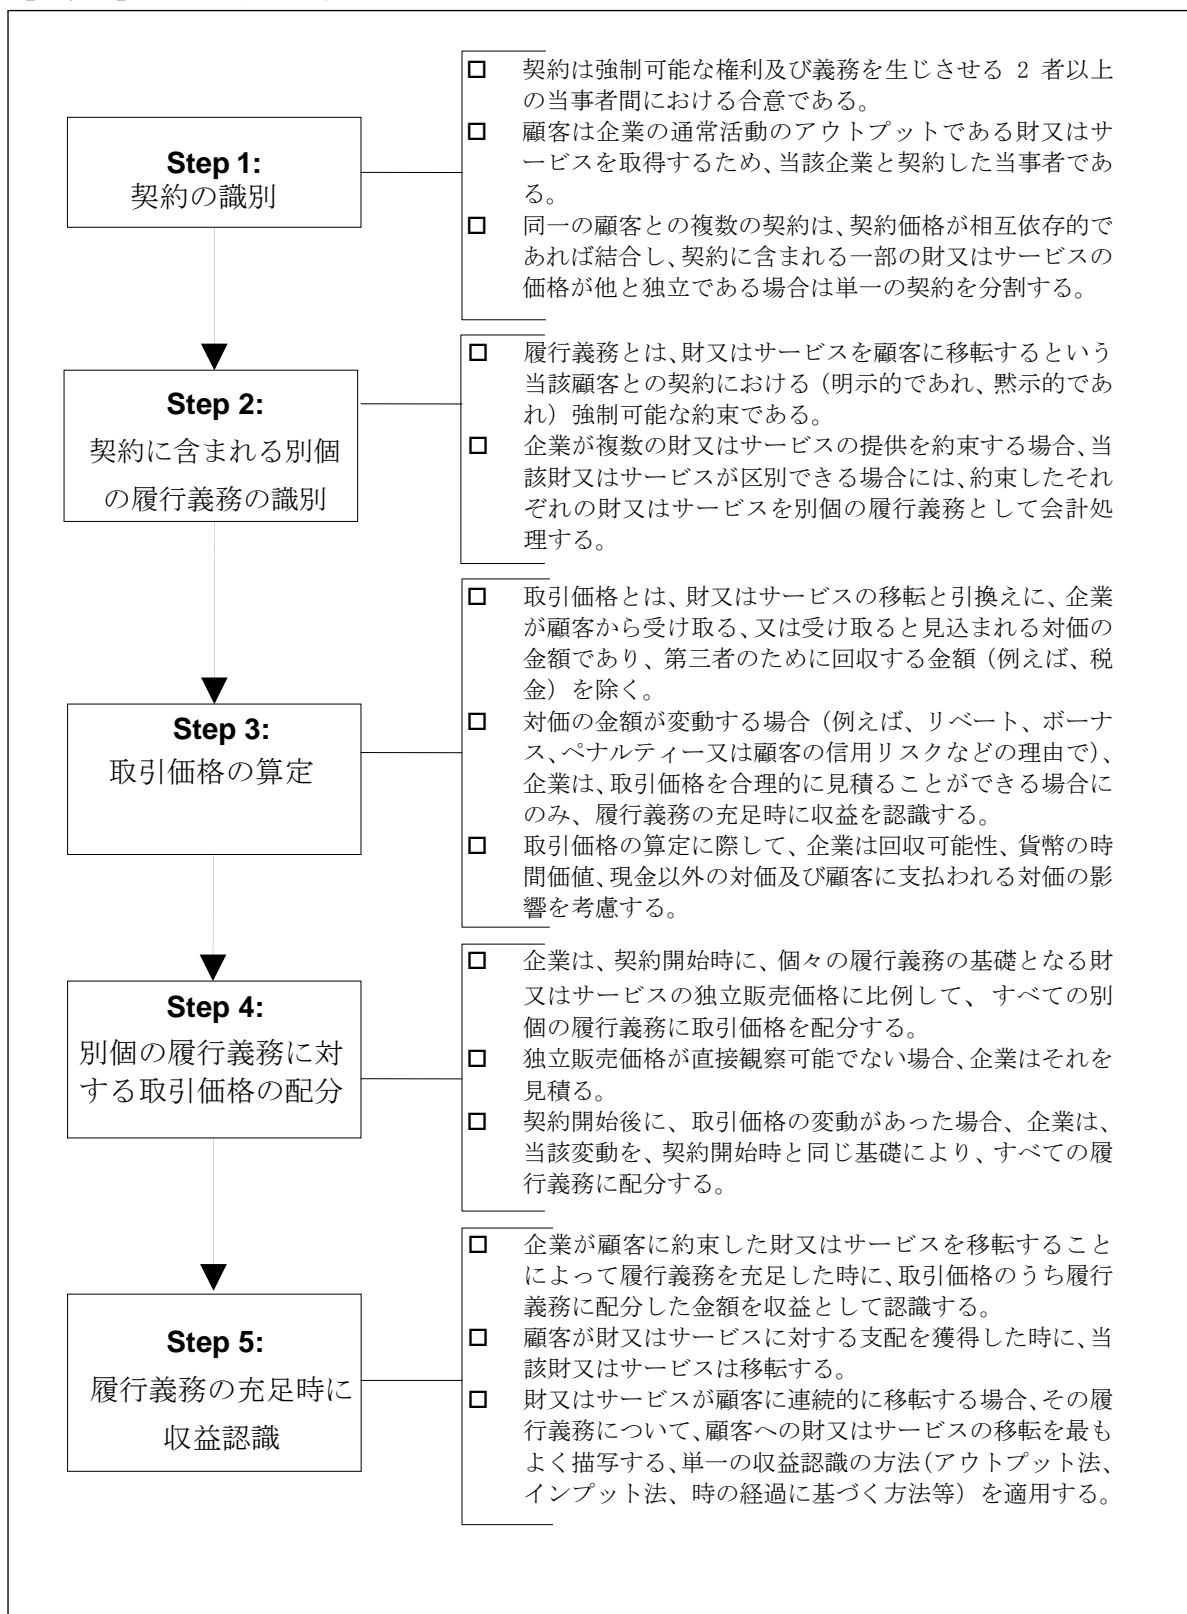 Step 1:
契約の識別
□ 契約は強制可能な権利及び義務を生じさせる 2 者以上
の当事者間における合意である。
□ 顧客は企業の通常活動のアウトプットである財又はサ
ービスを取得するため、当該企業と契約した当事者であ
る。
□ 同一の顧客との複数の契約は、契約価格が相互依存的で
あれば結合し、契約に含まれる一部の財又はサービスの
価格が他と独立である場合は単一の契約を分割する。
Step 2:
契約に含まれる別個
の履行義務の識別
□ 履行義務とは、財又はサービスを顧客に移転するという
当該顧客との契約における（明示的であれ、黙示的であ
れ）強制可能な約束である。
□ 企業が複数の財又はサービスの提供を約束する場合、当
該財又はサービスが区別できる場合には、約束したそれ
ぞれの財又はサービスを別個の履行義務として会計処
理する。
Step 3:
取引価格の算定
□ 取引価格とは、財又はサービスの移転と引換えに、企業
が顧客から受け取る、又は受け取ると見込まれる対価の
金額であり、第三者のために回収する金額（例えば、税
金）を除く。
□ 対価の金額が変動する場合（例えば、リベート、ボーナ
ス、ペナルティー又は顧客の信用リスクなどの理由で）、
企業は、取引価格を合理的に見積ることができる場合に
のみ、履行義務の充足時に収益を認識する。
□ 取引価格の算定に際して、企業は回収可能性、貨幣の時
間価値、現金以外の対価及び顧客に支払われる対価の影
響を考慮する。
Step 4:
別個の履行義務に対
する取引価格の配分
□ 企業は、契約開始時に、個々の履行義務の基礎となる財
又はサービスの独立販売価格に比例して、すべての別
個の履行義務に取引価格を配分する。
□ 独立販売価格が直接観察可能でない場合、企業はそれを
見積る。
□ 契約開始後に、取引価格の変動があった場合、企業は、
当該変動を、契約開始時と同じ基礎により、すべての履
行義務に配分する。
Step 5:
履行義務の充足時に
収益認識
□ 企業が顧客に約束した財又はサービスを移転すること
によって履行義務を充足した時に、取引価格のうち履行
義務に配分した金額を収益として認識する。
□ 顧客が財又はサービスに対する支配を獲得した時に、当
該財又はサービスは移転する。
□ 財又はサービスが顧客に連続的に移転する場合、その履
行義務について、顧客への財又はサービスの移転を最も
よく描写する、単一の収益認識の方法（アウトプット法、
インプット法、時の経過に基づく方法等）を適用する。